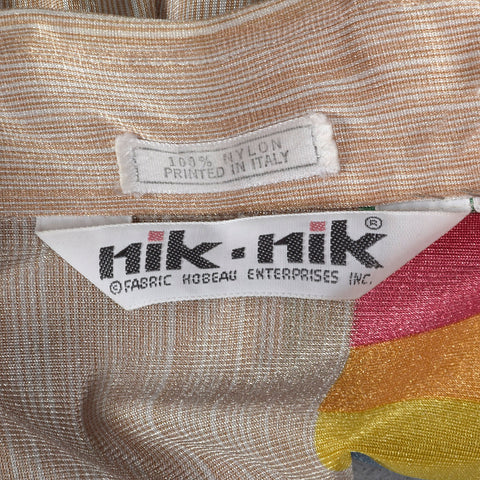 100% NYLON
PRINTED IN ITALY
nik-nik®
©FABRIC HOBEAU ENTERPRISES INC.